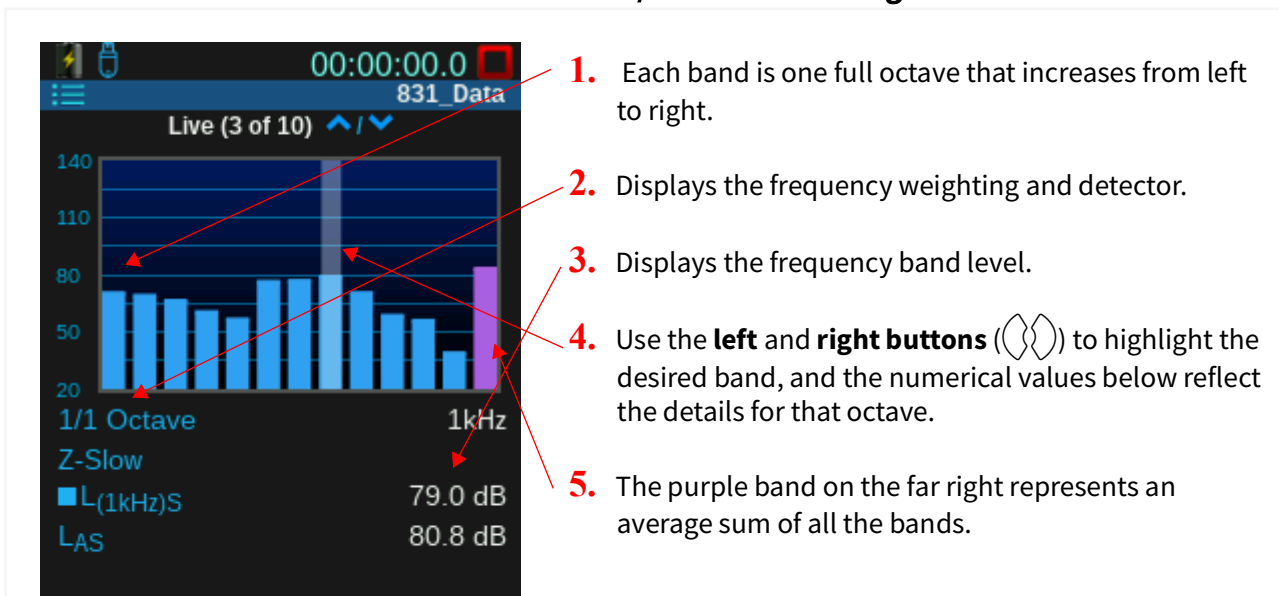 00:00:00.0
831_Data
Live (3 of 10) /
140
110
80
50
20
1/1 Octave 1kHz
Z-Slow
L(1kHz)S 79.0 dB
LAS 80.8 dB
1. Each band is one full octave that increases from left
to right.
2. Displays the frequency weighting and detector.
3. Displays the frequency band level.
4. Use the left and right buttons () to highlight the
desired band, and the numerical values below reflect
the details for that octave.
5. The purple band on the far right represents an
average sum of all the bands.